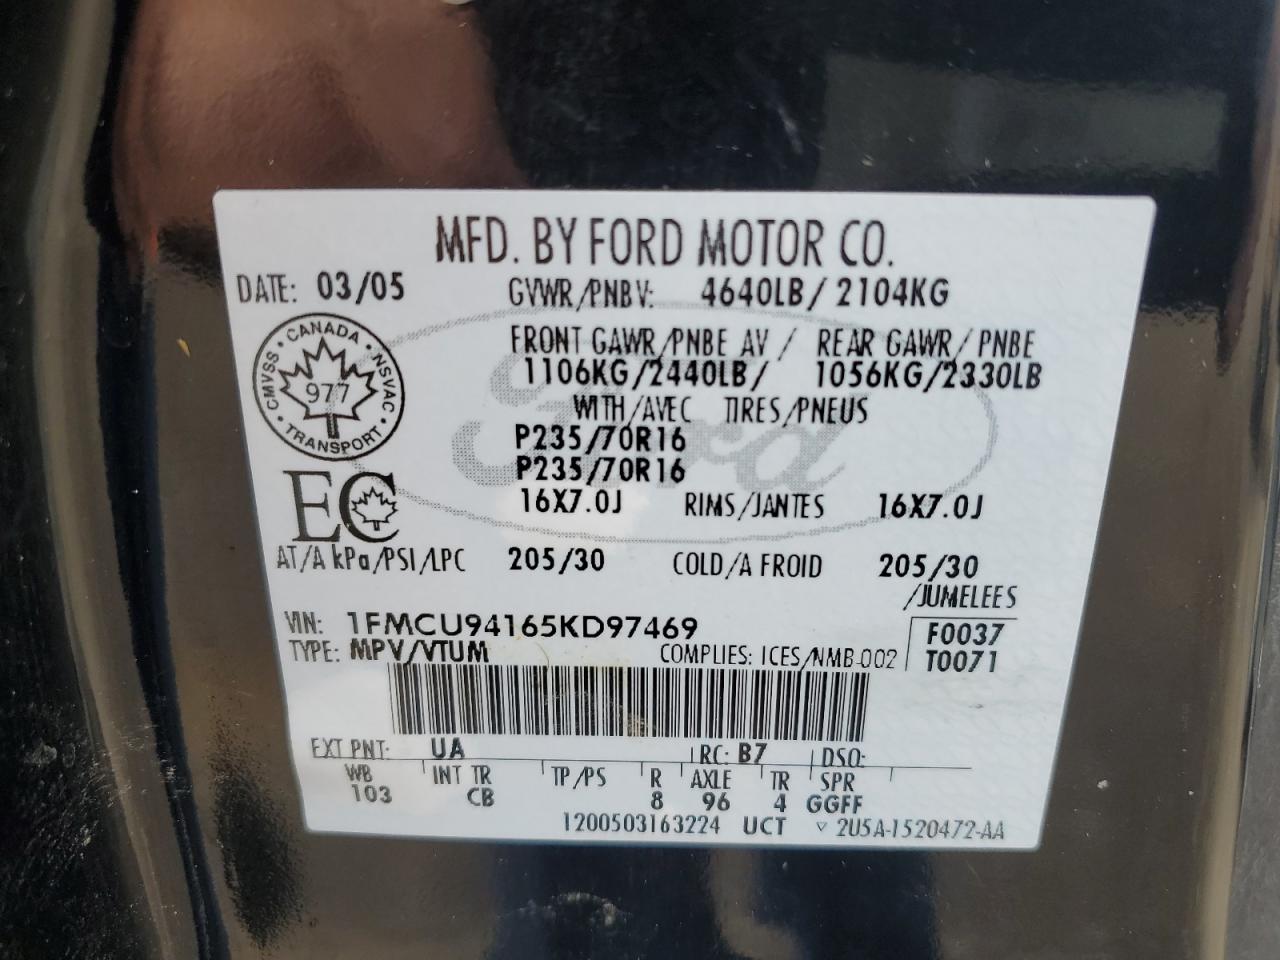 MFD. BY FORD MOTOR CO.
DATE: 03/05 GVWR/PNBV: 4640LB/ 2104KG
CMVSS · CANADA · NSVAC · TRANSPORT ·
977
FRONT GAWR/PNBE AV / REAR GAWR/ PNBE
1106KG/2440LB/ 1056KG/2330LB
WITH/AVEC TIRES/PNEUS
P235/70R16
P235/70R16
16X7.0J RIMS/JANTES 16X7.0J
Ford
EC
AT/A kPa/PSI/LPC 205/30 COLD/A FROID 205/30
/JUMELEES
VIN: 1FMCU94165KD97469 F0037
TYPE: MPV/VTUM COMPLIES: ICES/NMB-002 T0071
EXT PNT: UA RC: B7 DSO:
WB INT TR TP/PS R AXLE TR SPR
103 CB 8 96 4 GGFF
1200503163224 UCT ▽ 2U5A-1520472-AA